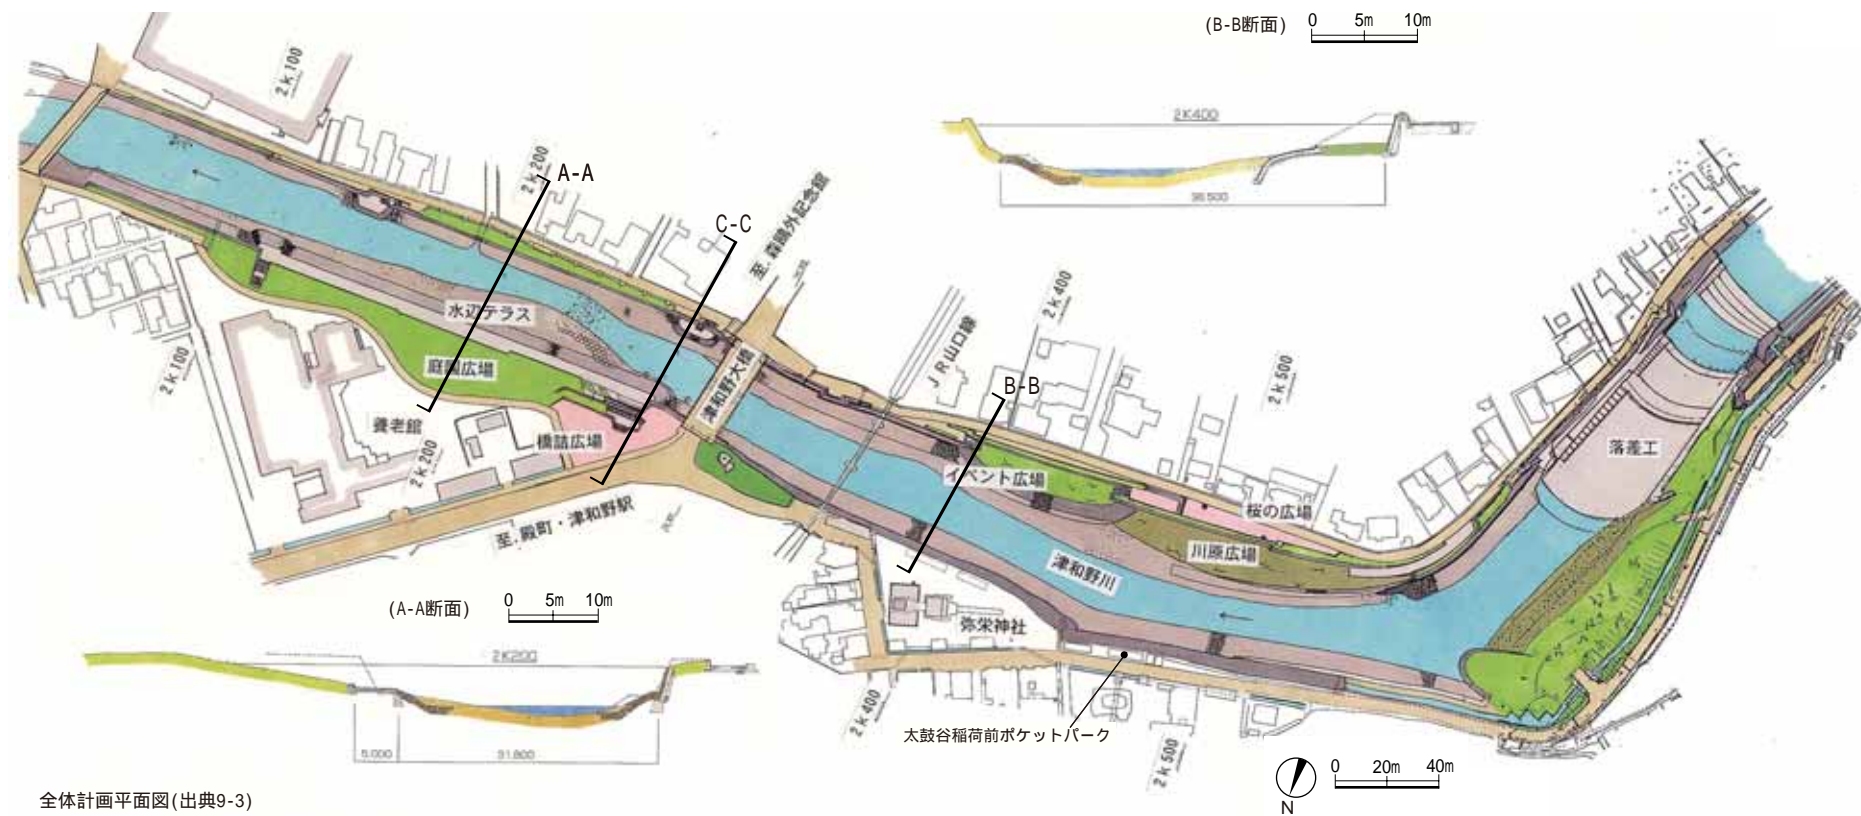 (B-B断面)
0 5m 10m
2k100
2K400
2k200
A-A
C-C
至.森鷗外記念館
38.500
2k400
水辺テラス
JR山口線
庭園広場
津和野大橋
B-B
2k500
2k100
養老館
橋詰広場
イベント広場
落差工
2k200
桜の広場
至.殿町・津和野駅
川原広場
津和野川
(A-A断面)
0 5m 10m
弥栄神社
2K200
2k400
太鼓谷稲荷前ポケットパーク
2k500
5.000
31.800
N
0 20m 40m
全体計画平面図(出典9-3)